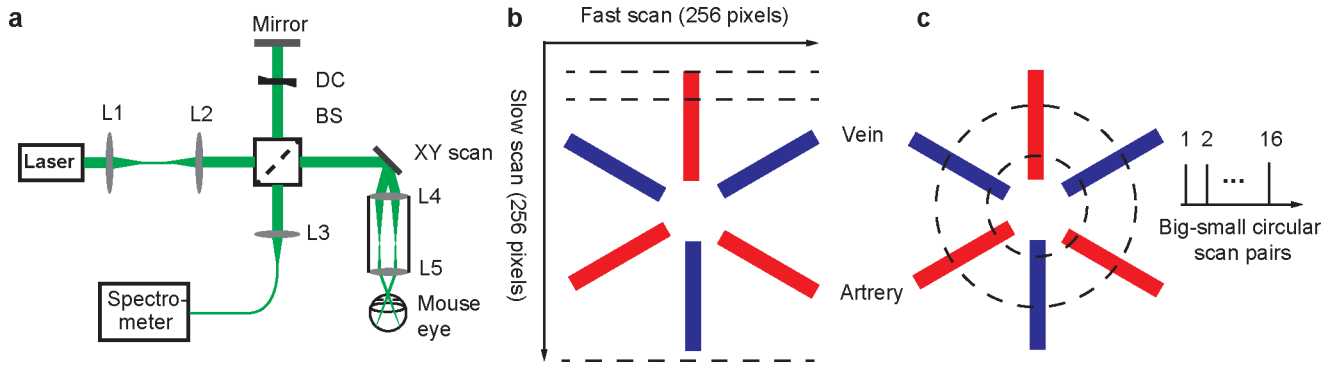 a
Mirror
DC
BS
L1
L2
Laser
XY scan
L4
L3
L5
Spectro-
meter
Mouse
eye
b
Fast scan (256 pixels)
Slow scan (256 pixels)
Vein
Artrery
c
1 2 ... 16
Big-small circular
scan pairs